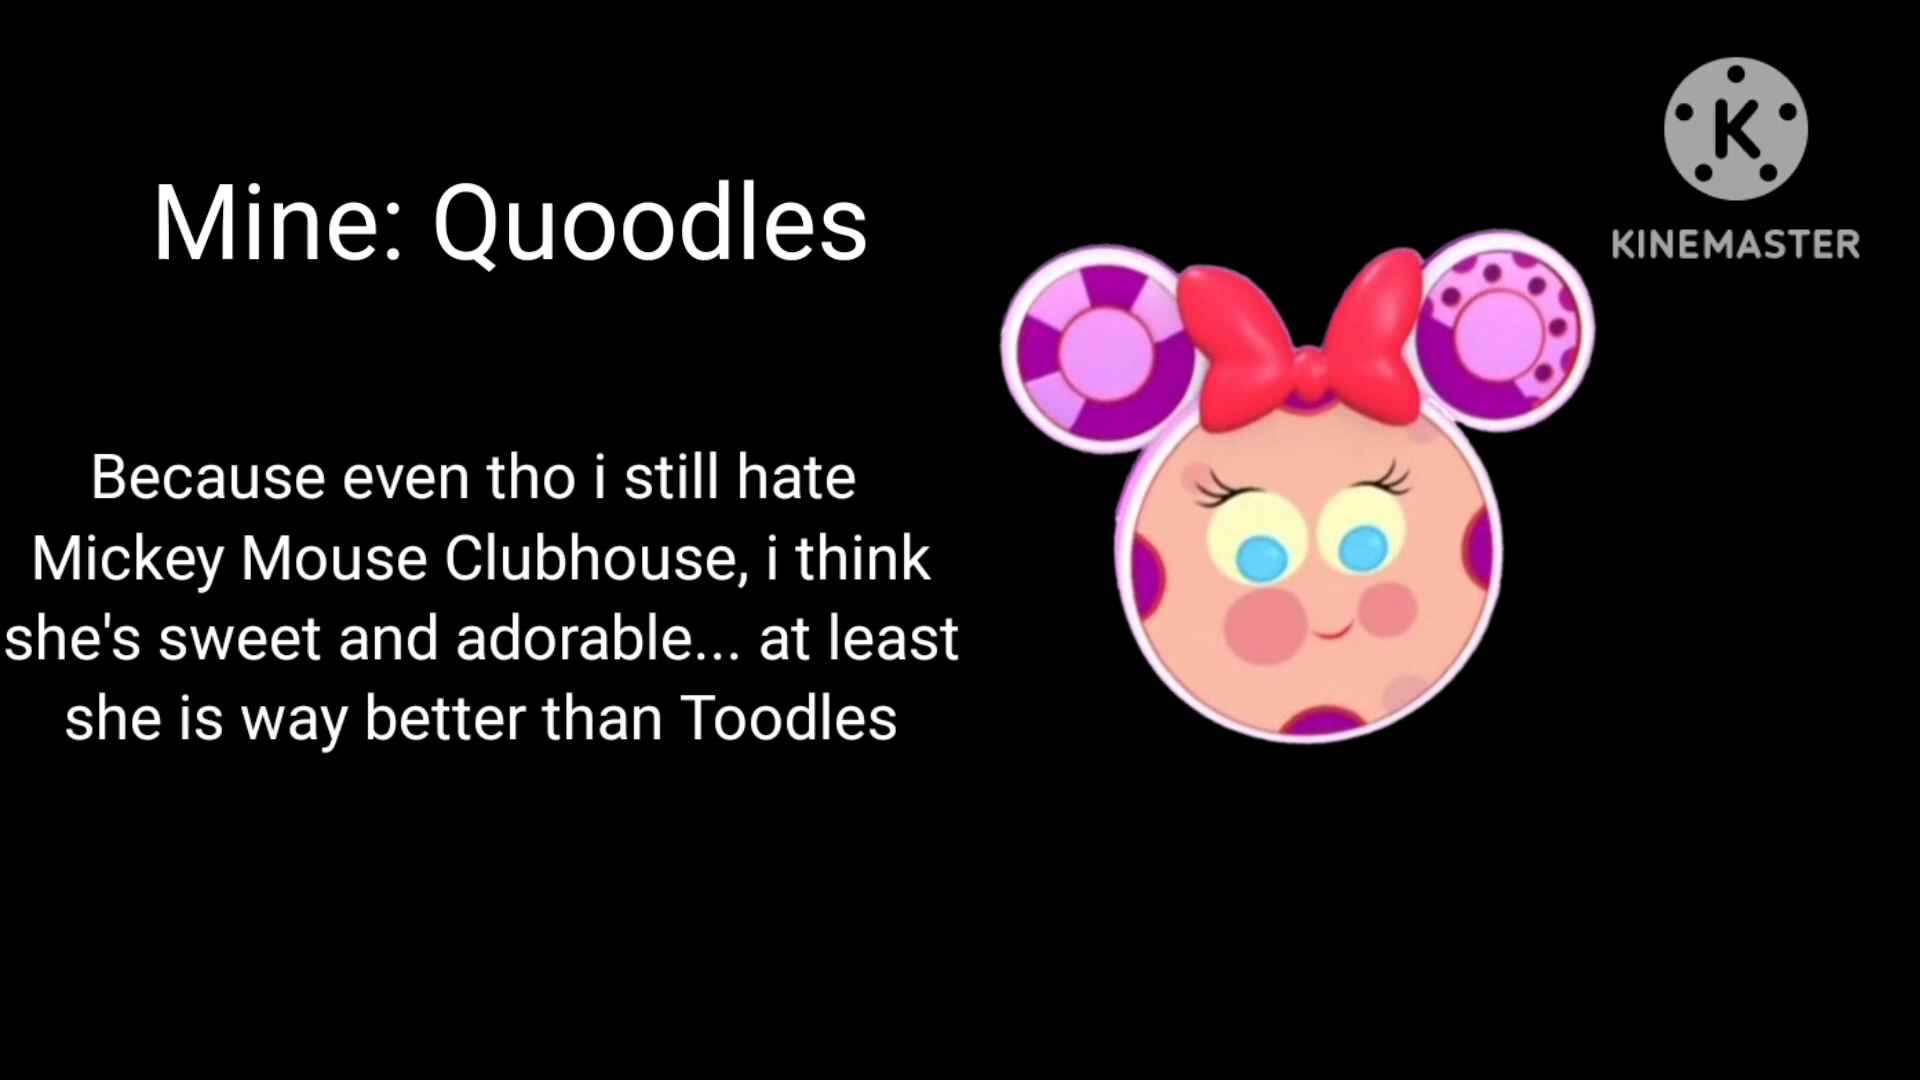 Mine: Quoodles
K
KINEMASTER
Because even tho i still hate
Mickey Mouse Clubhouse, i think
she's sweet and adorable... at least
she is way better than Toodles